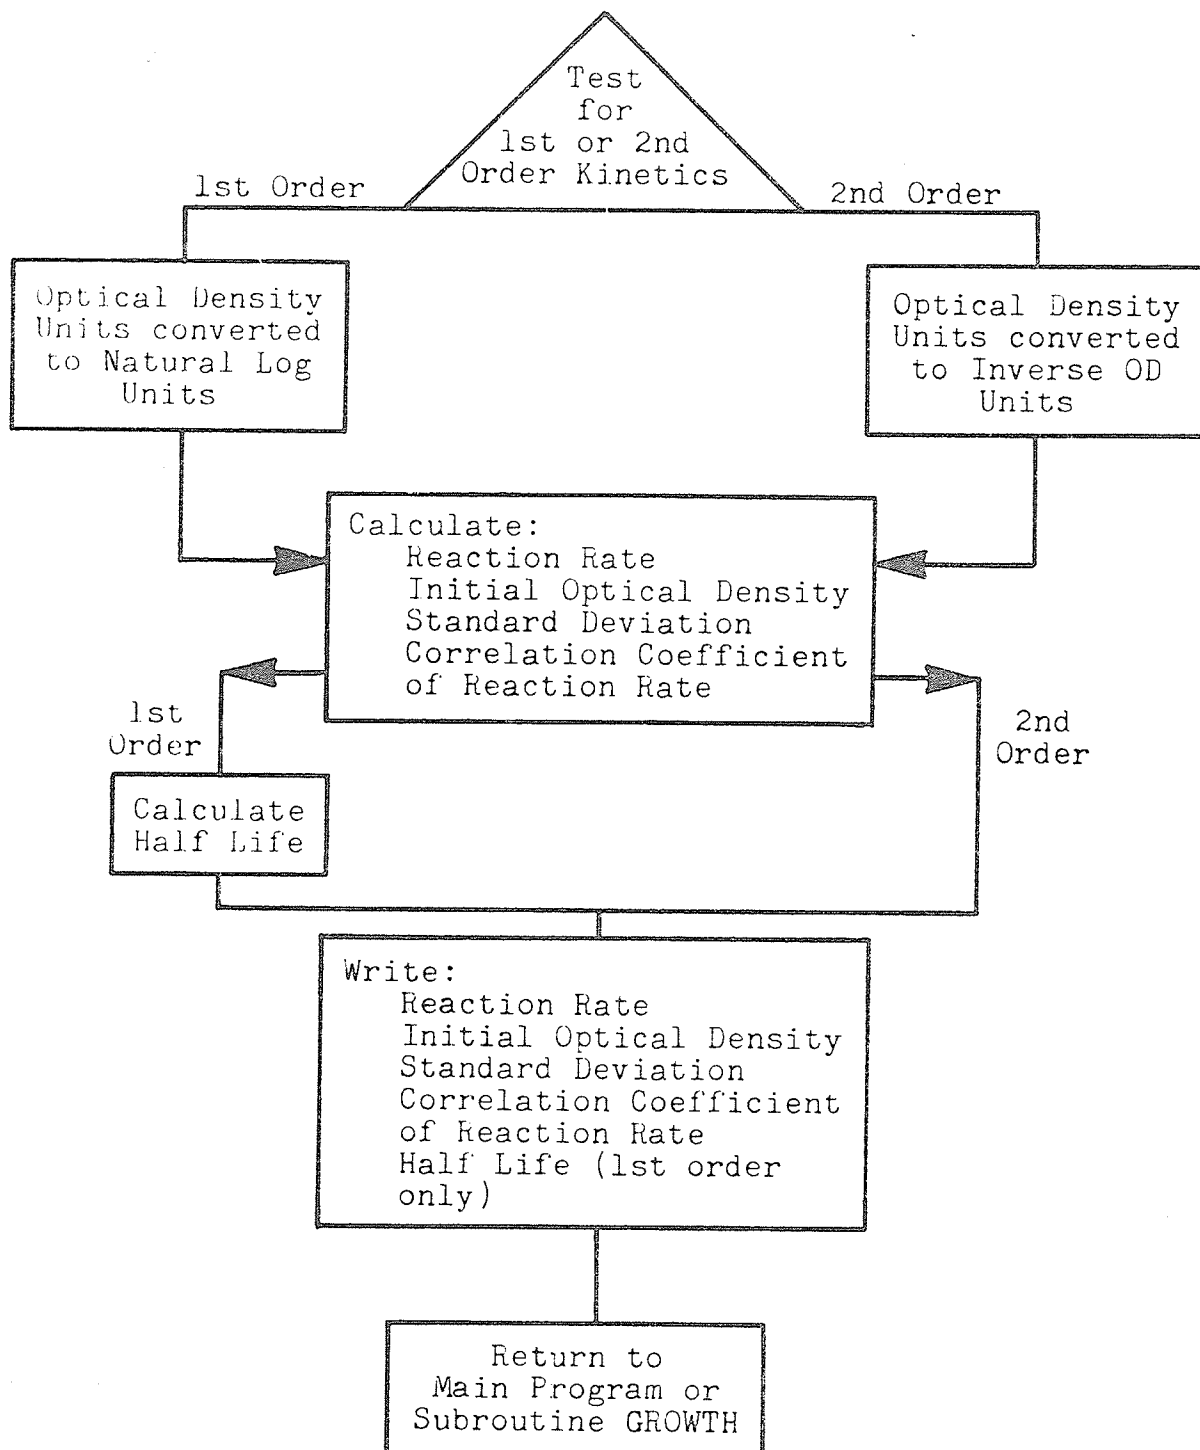 Test
for
1st or 2nd
Order Kinetics
1st Order
2nd Order
Optical Density
Units converted
to Natural Log
Units
Optical Density
Units converted
to Inverse OD
Units
Calculate:
Reaction Rate
Initial Optical Density
Standard Deviation
Correlation Coefficient
of Reaction Rate
1st
Order
2nd
Order
Calculate
Half Life
Write:
Reaction Rate
Initial Optical Density
Standard Deviation
Correlation Coefficient
of Reaction Rate
Half Life (1st order
only)
Return to
Main Program or
Subroutine GROWTH